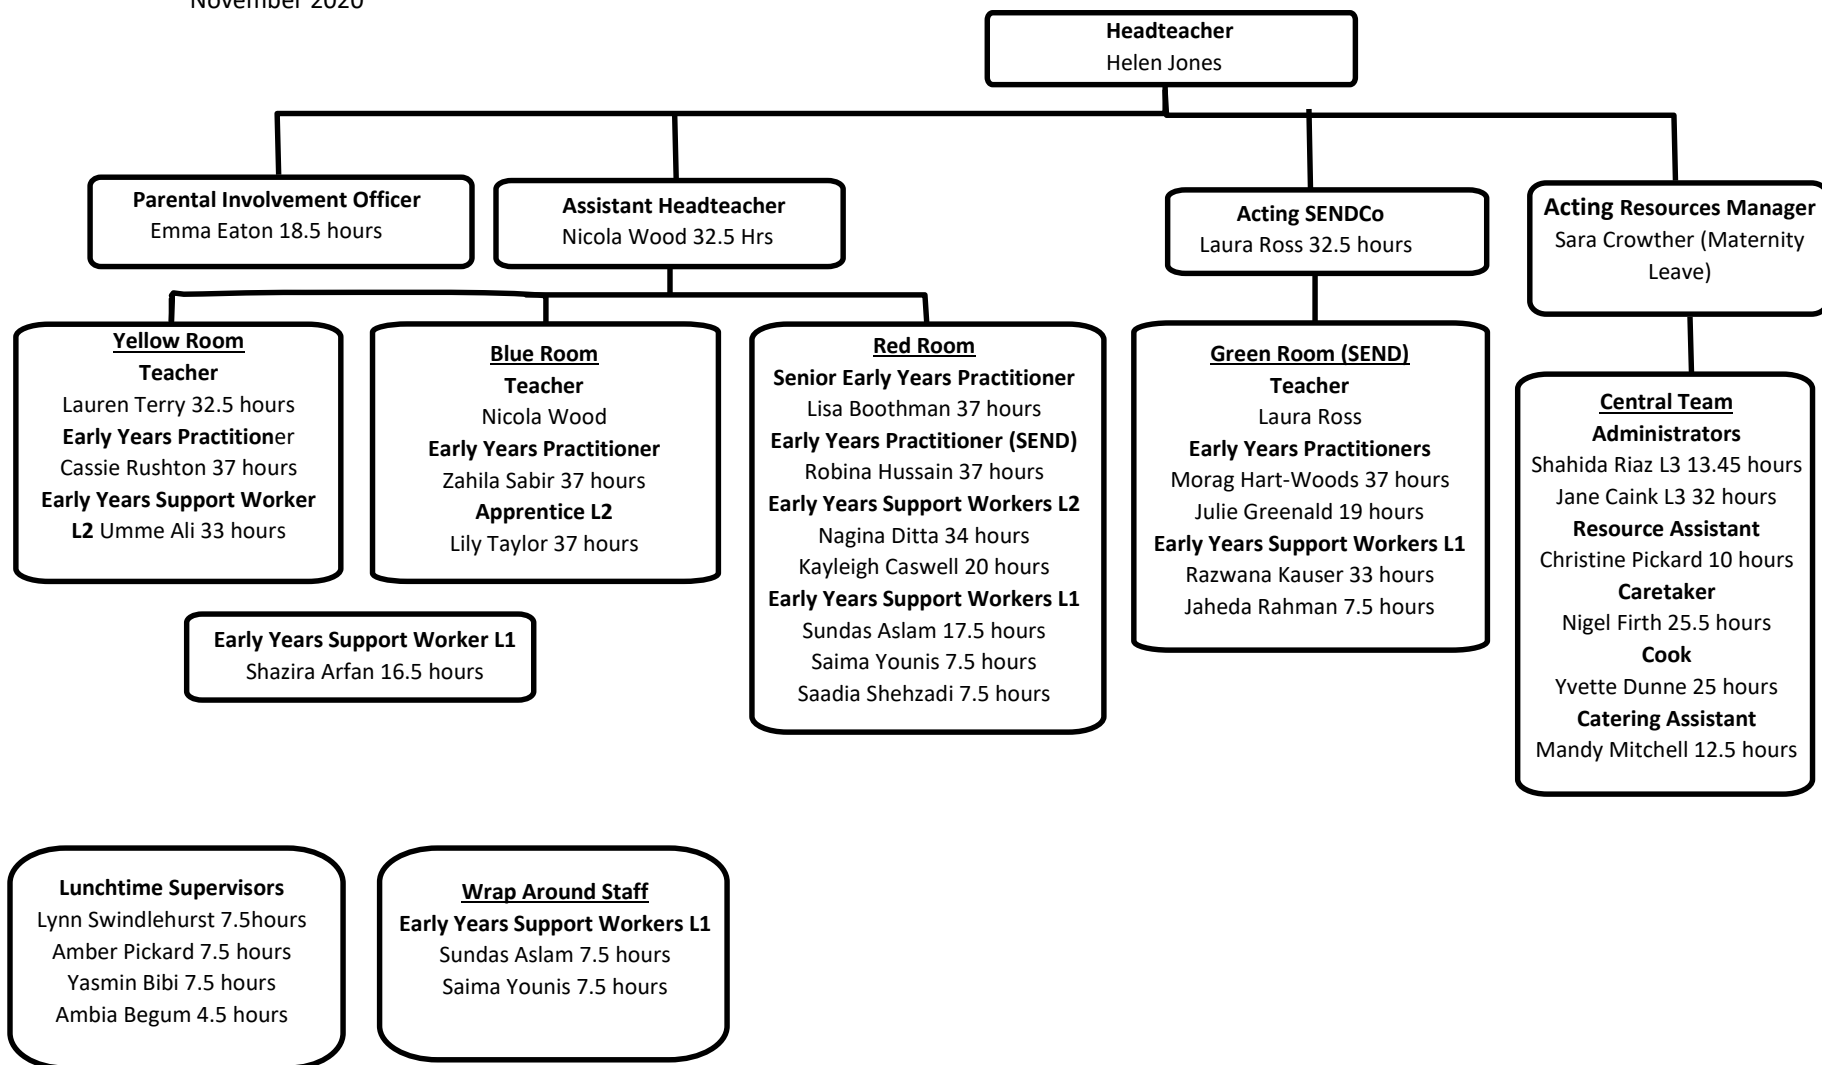 November 2020
Headteacher
Helen Jones
Parental Involvement Officer
Emma Eaton 18.5 hours
Assistant Headteacher
Nicola Wood 32.5 Hrs
Acting SENDCo
Laura Ross 32.5 hours
Acting Resources Manager
Sara Crowther (Maternity
Leave)
Yellow Room
Teacher
Lauren Terry 32.5 hours
Early Years Practitioner
Cassie Rushton 37 hours
Early Years Support Worker
L2 Umme Ali 33 hours
Blue Room
Teacher
Nicola Wood
Early Years Practitioner
Zahila Sabir 37 hours
Apprentice L2
Lily Taylor 37 hours
Red Room
Senior Early Years Practitioner
Lisa Boothman 37 hours
Early Years Practitioner (SEND)
Robina Hussain 37 hours
Early Years Support Workers L2
Nagina Ditta 34 hours
Kayleigh Caswell 20 hours
Early Years Support Workers L1
Sundas Aslam 17.5 hours
Saima Younis 7.5 hours
Saadia Shehzadi 7.5 hours
Green Room (SEND)
Teacher
Laura Ross
Early Years Practitioners
Morag Hart-Woods 37 hours
Julie Greenald 19 hours
Early Years Support Workers L1
Razwana Kauser 33 hours
Jaheda Rahman 7.5 hours
Central Team
Administrators
Shahida Riaz L3 13.45 hours
Jane Caink L3 32 hours
Resource Assistant
Christine Pickard 10 hours
Caretaker
Nigel Firth 25.5 hours
Cook
Yvette Dunne 25 hours
Catering Assistant
Mandy Mitchell 12.5 hours
Early Years Support Worker L1
Shazira Arfan 16.5 hours
Lunchtime Supervisors
Lynn Swindlehurst 7.5hours
Amber Pickard 7.5 hours
Yasmin Bibi 7.5 hours
Ambia Begum 4.5 hours
Wrap Around Staff
Early Years Support Workers L1
Sundas Aslam 7.5 hours
Saima Younis 7.5 hours